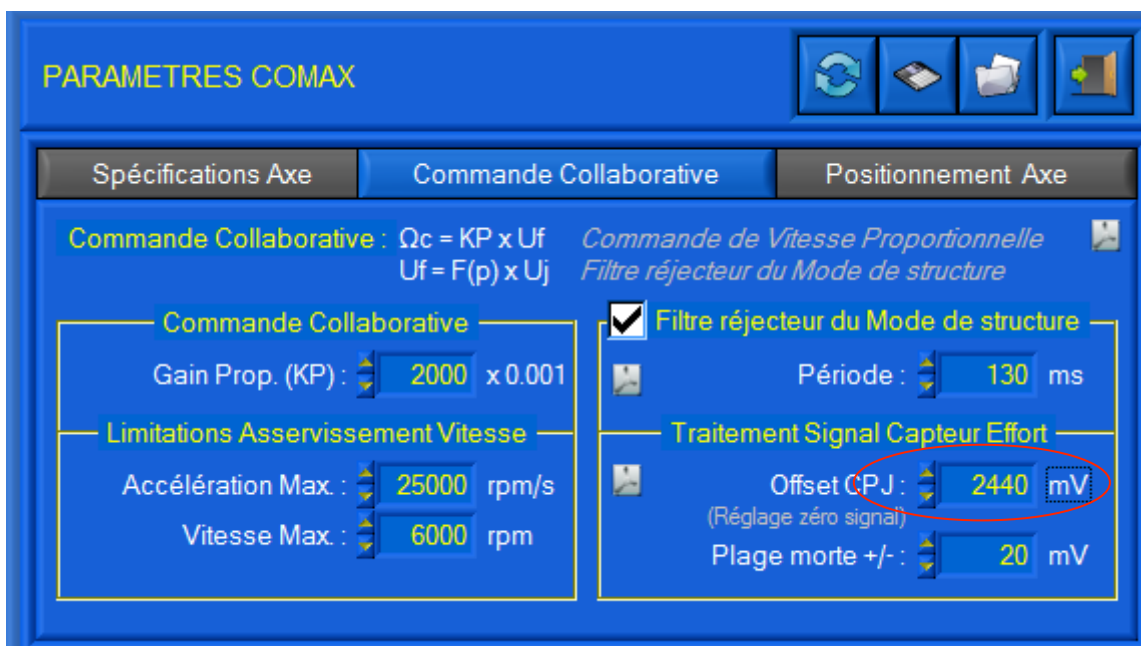 PARAMETRES COMAX
Spécifications Axe
Commande Collaborative
Positionnement Axe
Commande Collaborative : Ωc = KP x Uf Commande de Vitesse Proportionnelle
Uf = F(p) x Uj Filtre réjecteur du Mode de structure
Commande Collaborative
Gain Prop. (KP) : 2000 x 0.001
Limitations Asservissement Vitesse
Accélération Max. : 25000 rpm/s
Vitesse Max. : 6000 rpm
Filtre réjecteur du Mode de structure
Période : 130 ms
Traitement Signal Capteur Effort
Offset CPJ : 2440 mV
(Réglage zéro signal)
Plage morte +/- : 20 mV